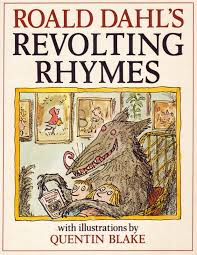 ROALD DAHL'S
REVOLTING
RHYMES
with illustrations by
QUENTIN BLAKE